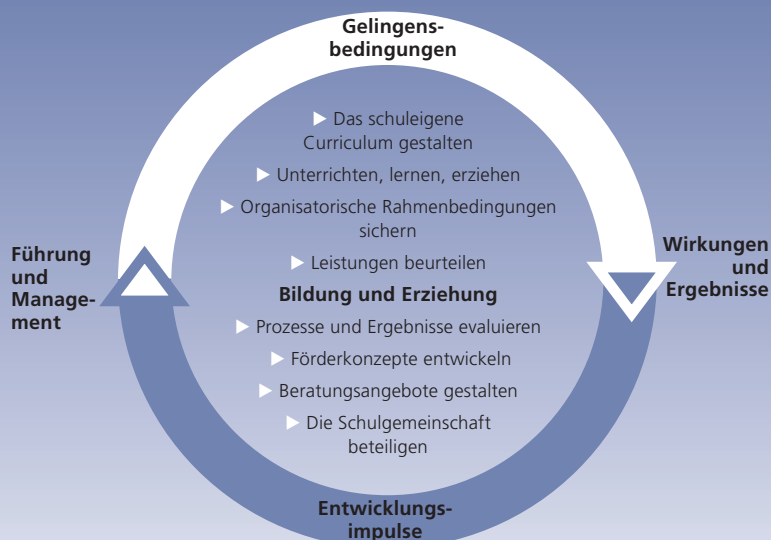 Gelingens-
bedingungen
▶ Das schuleigene
Curriculum gestalten
▶ Unterrichten, lernen, erziehen
▶ Organisatorische Rahmenbedingungen
sichern
▶ Leistungen beurteilen
Führung
und
Manage-
ment
Wirkungen
und
Ergebnisse
Bildung und Erziehung
▶ Prozesse und Ergebnisse evaluieren
▶ Förderkonzepte entwickeln
▶ Beratungsangebote gestalten
▶ Die Schulgemeinschaft
beteiligen
Entwicklungs-
impulse